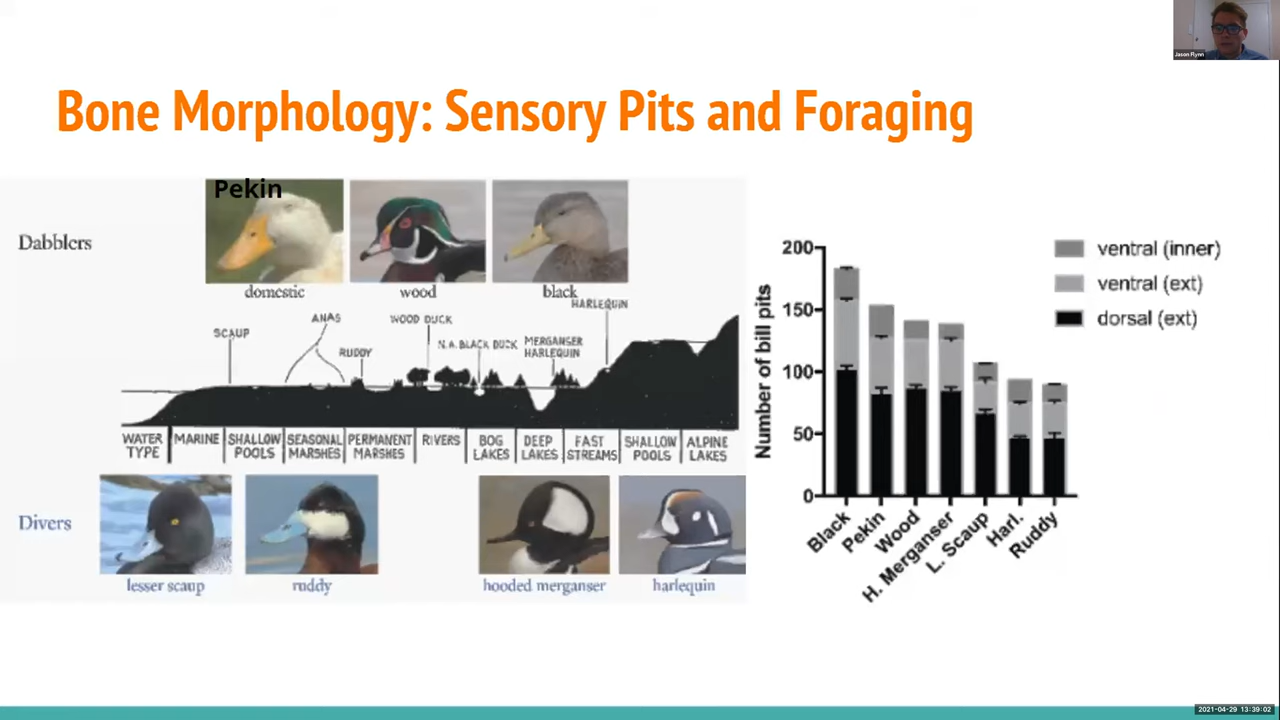 Jason Flynn
Bone Morphology: Sensory Pits and Foraging
Pekin
Dabblers
domestic wood black
HARLEQUIN
ANAS
SCAUP
WOOD DUCK
N.A. BLACK DUCK
MERGANSER
HARLEQUIN
RUDDY
WATER TYPE
MARINE
SHALLOW POOLS
SEASONAL MARSHES
PERMANENT MARSHES
RIVERS
BOG LAKES
DEEP LAKES
FAST STREAMS
SHALLOW POOLS
ALPINE LAKES
Divers
lesser scaup ruddy hooded merganser harlequin
Number of bill pits
200
150
100
50
0
ventral (inner)
ventral (ext)
dorsal (ext)
Black
Pekin
Wood
H. Merganser
L. Scaup
Harl.
Ruddy
2021-04-29 13:39:02